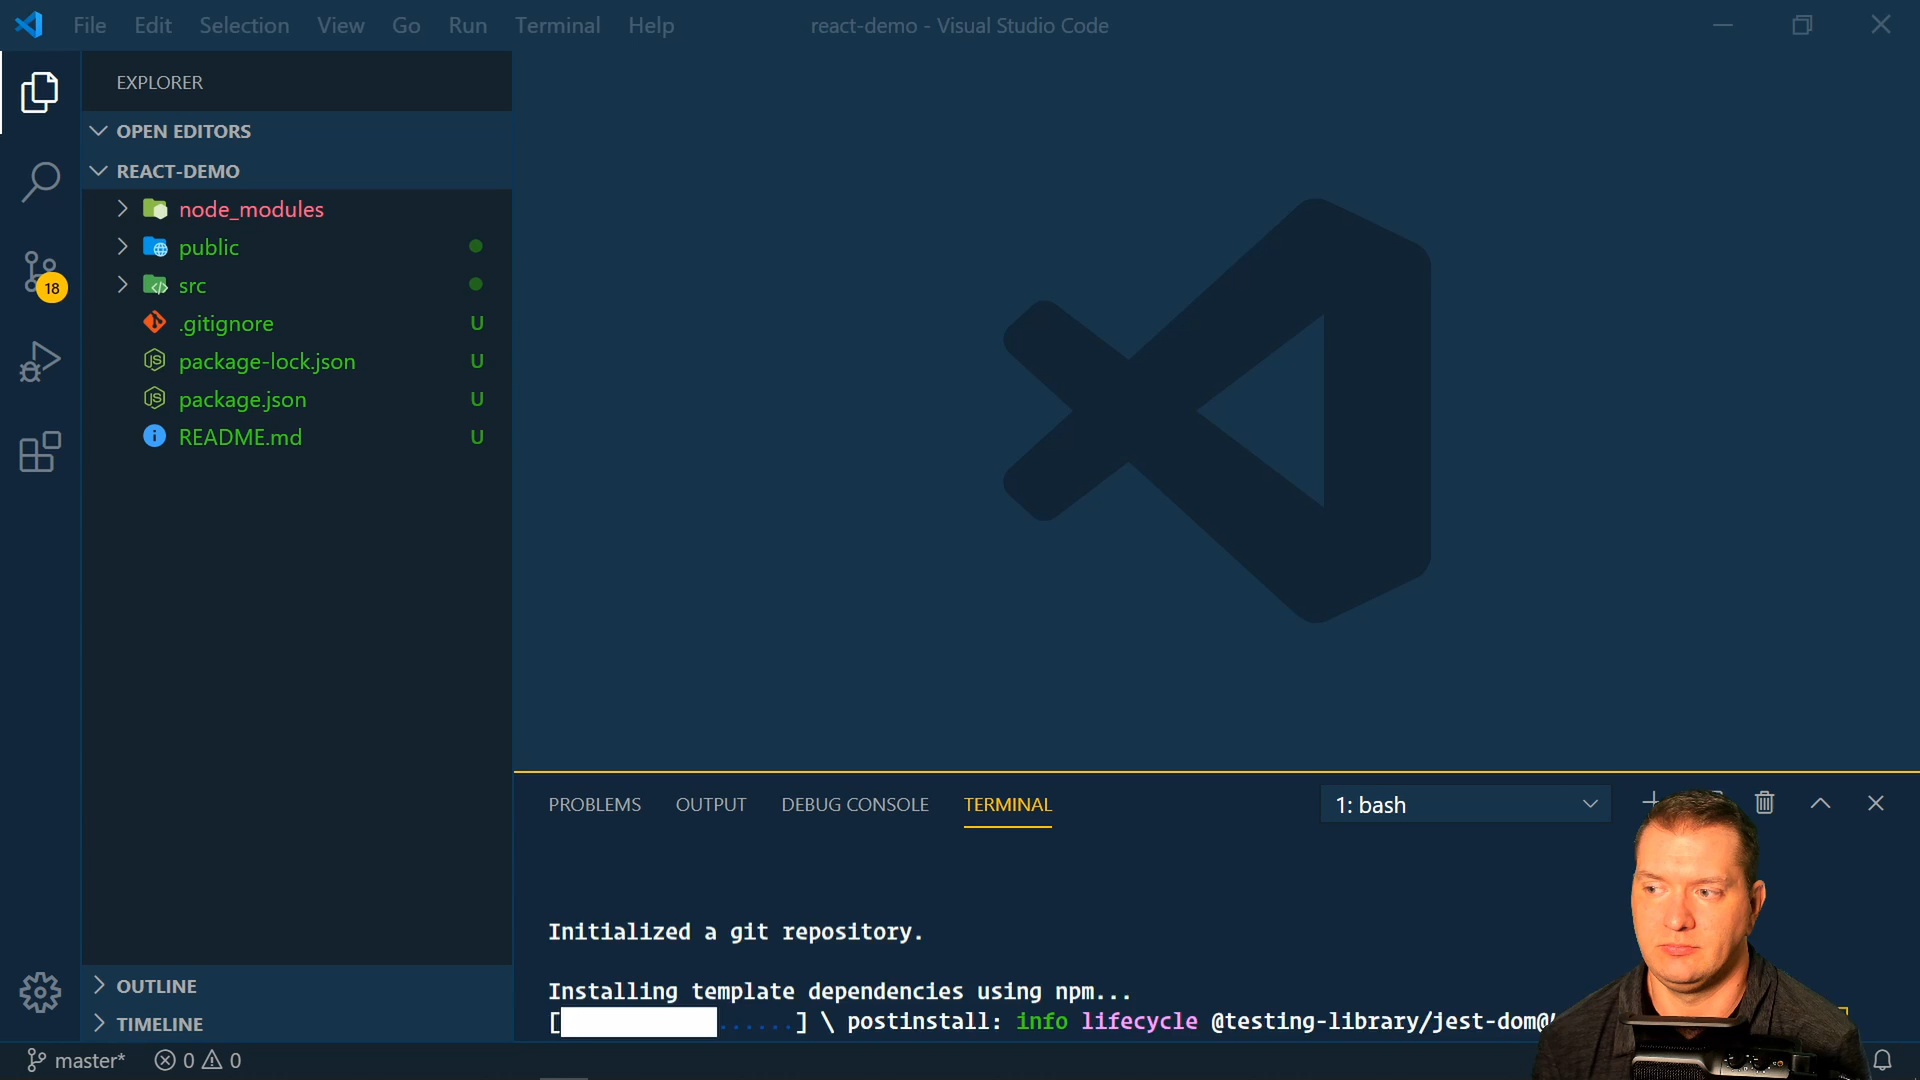 File Edit Selection View Go Run Terminal Help react-demo - Visual Studio Code
EXPLORER
OPEN EDITORS
REACT-DEMO
node_modules
public
src
.gitignore U
package-lock.json U
package.json U
README.md U
18
PROBLEMS OUTPUT DEBUG CONSOLE TERMINAL 1: bash
Initialized a git repository.
Installing template dependencies using npm...
[ ......] \ postinstall: info lifecycle @testing-library/jest-dom@
OUTLINE
TIMELINE
master* 0 0